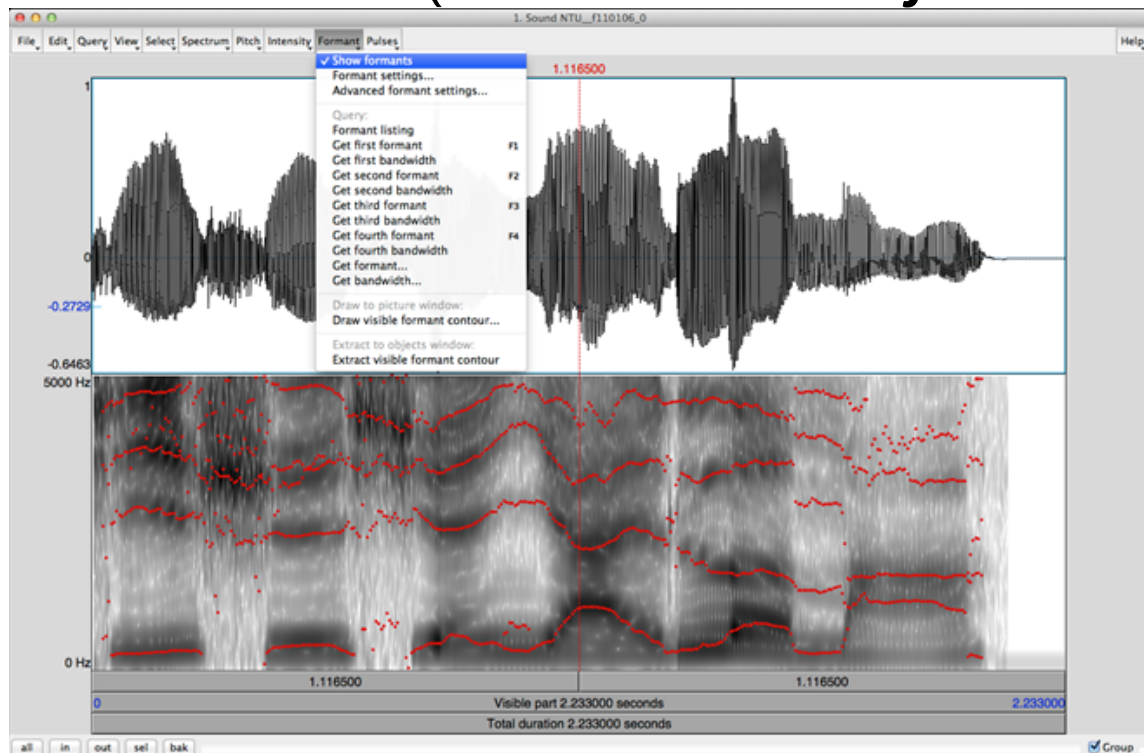 1. Sound NTU__f110106_0
File Edit Query View Select Spectrum Pitch Intensity Formant Pulses Help
✓ Show formants
Formant settings...
Advanced formant settings...
Query:
Formant listing
Get first formant F1
Get first bandwidth
Get second formant F2
Get second bandwidth
Get third formant F3
Get third bandwidth
Get fourth formant F4
Get fourth bandwidth
Get formant...
Get bandwidth...
Draw to picture window:
Draw visible formant contour...
Extract to objects window:
Extract visible formant contour
1.116500
1
0
-0.2729
-0.6463
5000 Hz
0 Hz
1.116500 1.116500
0 Visible part 2.233000 seconds 2.233000
Total duration 2.233000 seconds
all in out sel bak Group